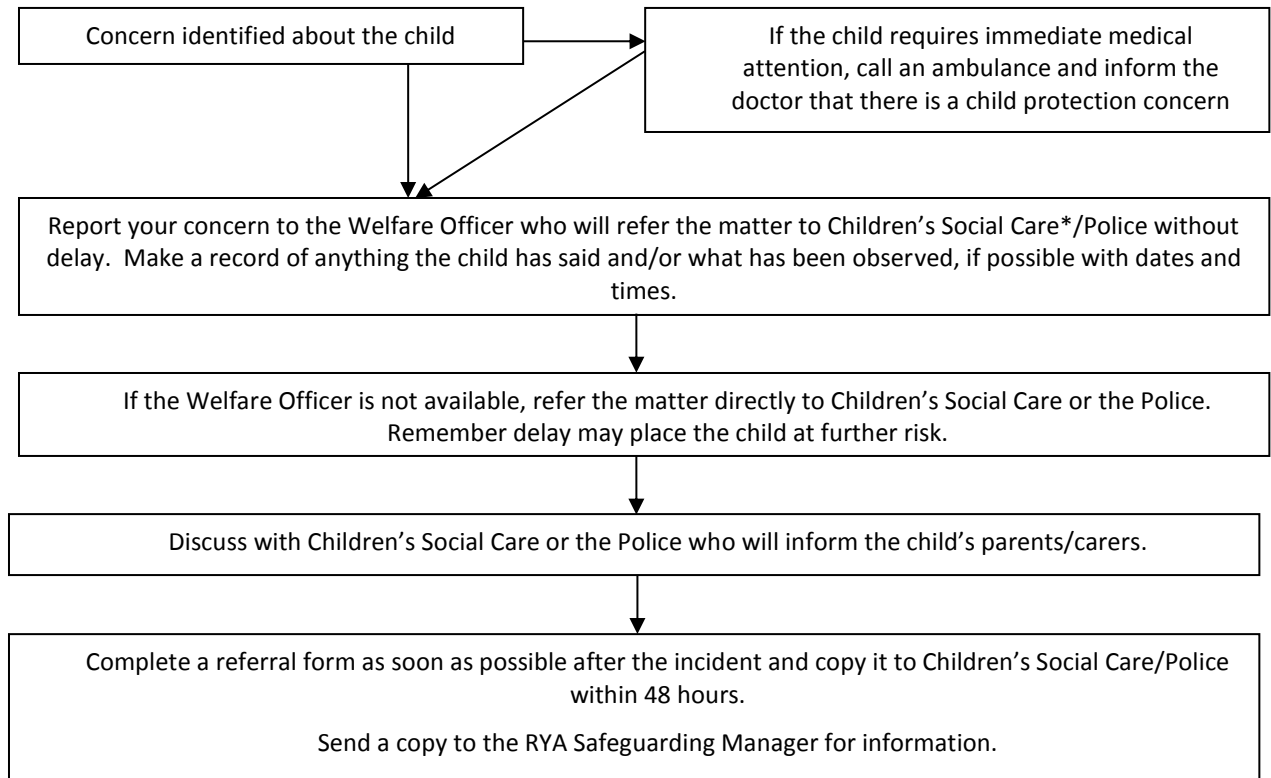 Concern identified about the child
If the child requires immediate medical
attention, call an ambulance and inform the
doctor that there is a child protection concern
Report your concern to the Welfare Officer who will refer the matter to Children’s Social Care*/Police without
delay.  Make a record of anything the child has said and/or what has been observed, if possible with dates and
times.
If the Welfare Officer is not available, refer the matter directly to Children’s Social Care or the Police.
Remember delay may place the child at further risk.
Discuss with Children’s Social Care or the Police who will inform the child’s parents/carers.
Complete a referral form as soon as possible after the incident and copy it to Children’s Social Care/Police
within 48 hours.
Send a copy to the RYA Safeguarding Manager for information.